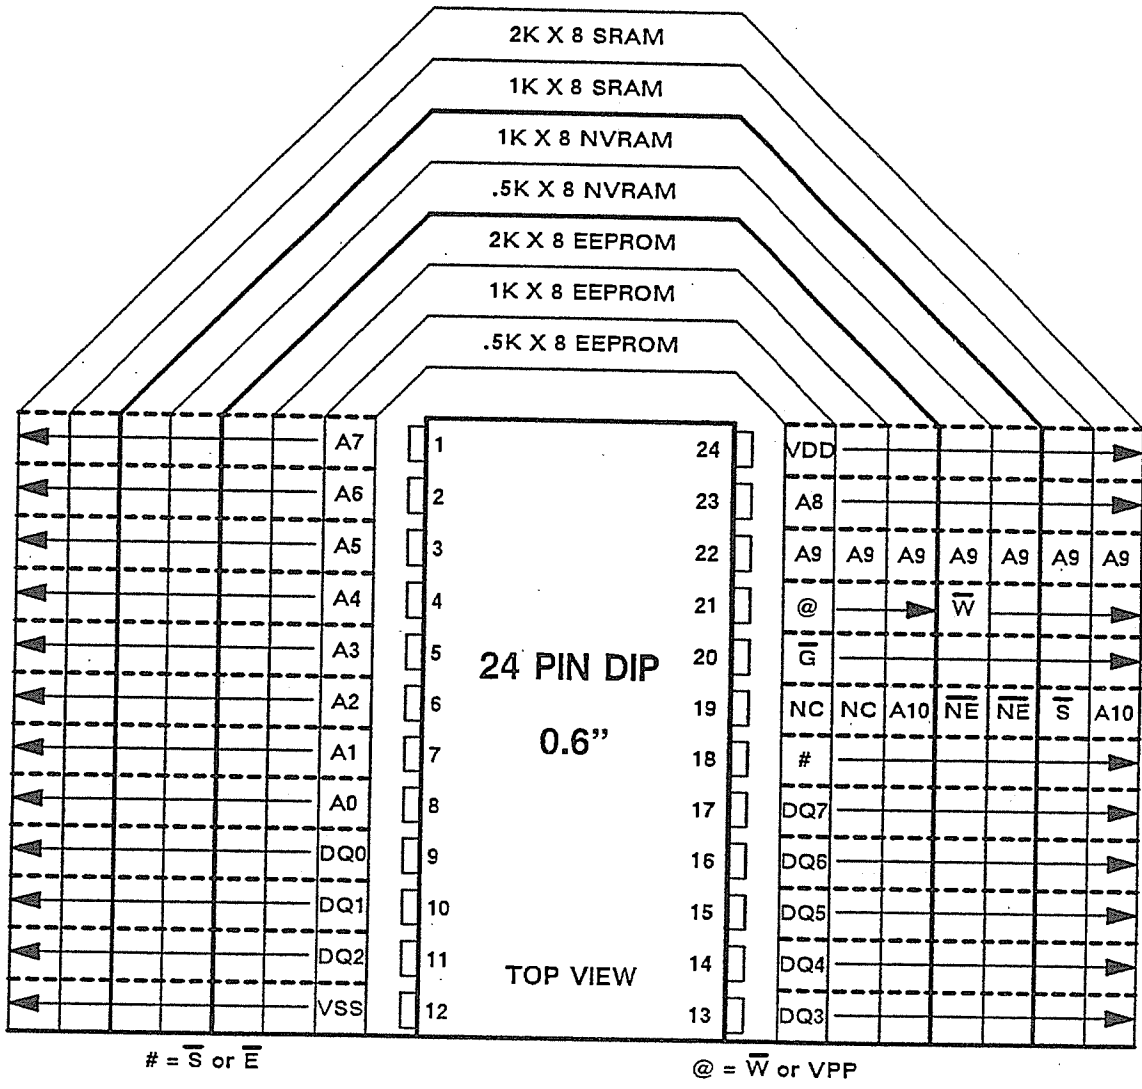 2K X 8 SRAM
1K X 8 SRAM
1K X 8 NVRAM
.5K X 8 NVRAM
2K X 8 EEPROM
1K X 8 EEPROM
.5K X 8 EEPROM
A7 1 24 VDD
A6 2 23 A8
A5 3 22 A9 A9 A9 A9 A9 A9 A9
A4 4 21 @ W̅
A3 5 20 G̅
A2 6 19 NC NC A10 N̅E̅ N̅E̅ S̅ A10
A1 7 18 #
A0 8 17 DQ7
DQ0 9 16 DQ6
DQ1 10 15 DQ5
DQ2 11 14 DQ4
VSS 12 13 DQ3
24 PIN DIP
0.6”
TOP VIEW
# = S̅ or E̅
@ = W̅ or VPP